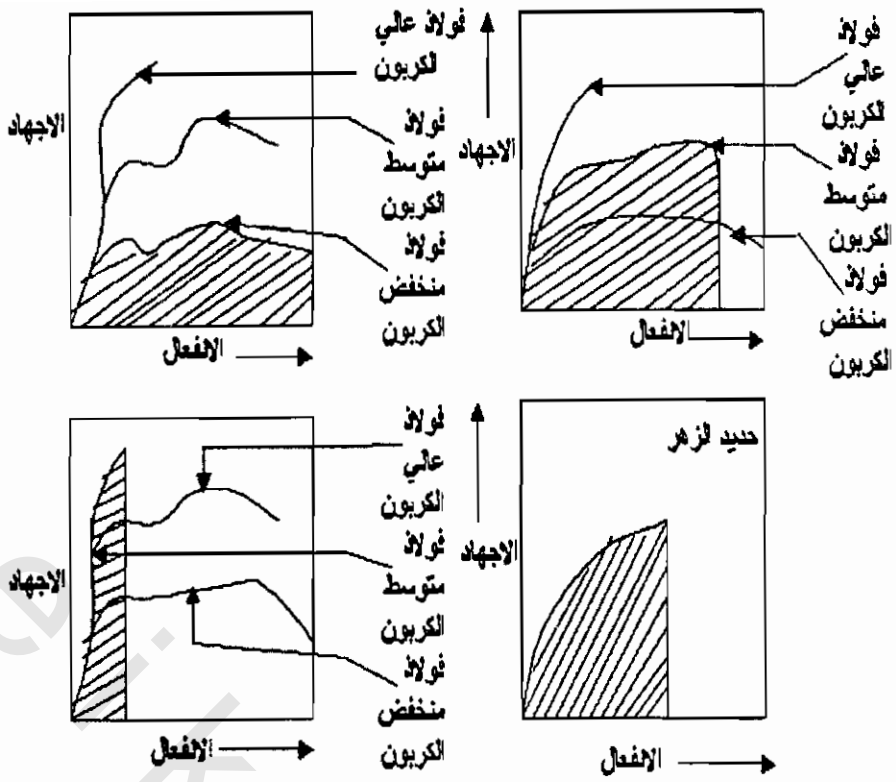 فولاذ عالي
الكربون
الاجهاد
فولاذ
متوسط
الكربون
فولاذ
منخفض
الكربون
الانفعال
فولاذ
عالي
الكربون
الاجهاد
فولاذ
متوسط
الكربون
فولاذ
منخفض
الكربون
الانفعال
فولاذ
عالي
الكربون
الاجهاد
فولاذ
متوسط
الكربون
فولاذ
منخفض
الكربون
الانفعال
حديد الزهر
الاجهاد
الانفعال